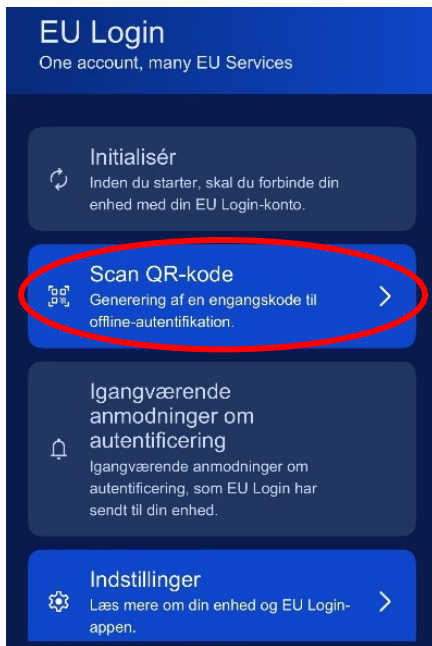 EU Login
One account, many EU Services
Initialisér
Inden du starter, skal du forbinde din
enhed med din EU Login-konto.
Scan QR-kode
Generering af en engangskode til
offline-autentifikation.
Igangværende
anmodninger om
autentificering
Igangværende anmodninger om
autentificering, som EU Login har
sendt til din enhed.
Indstillinger
Læs mere om din enhed og EU Login-
appen.